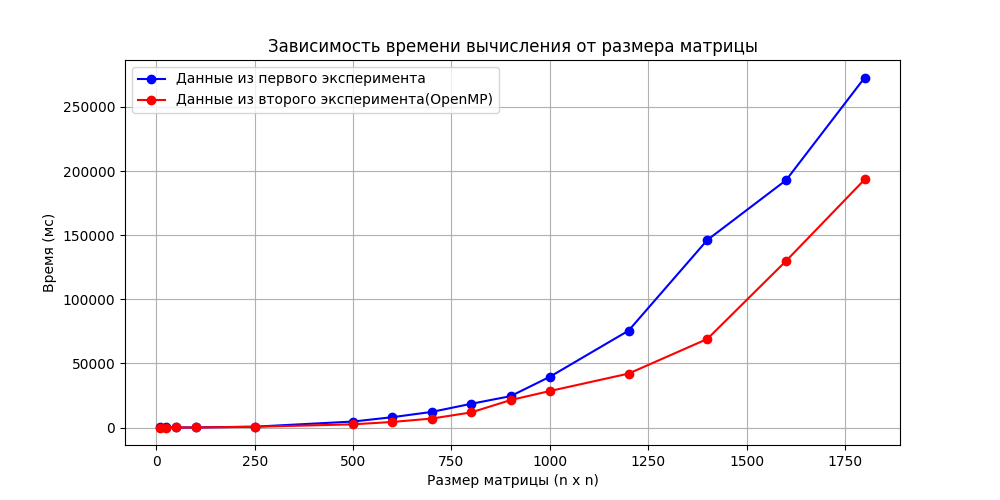 Зависимость времени вычисления от размера матрицы
Данные из первого эксперимента
Данные из второго эксперимента(OpenMP)
Время (мс)
250000
200000
150000
100000
50000
0
0 250 500 750 1000 1250 1500 1750
Размер матрицы (n x n)